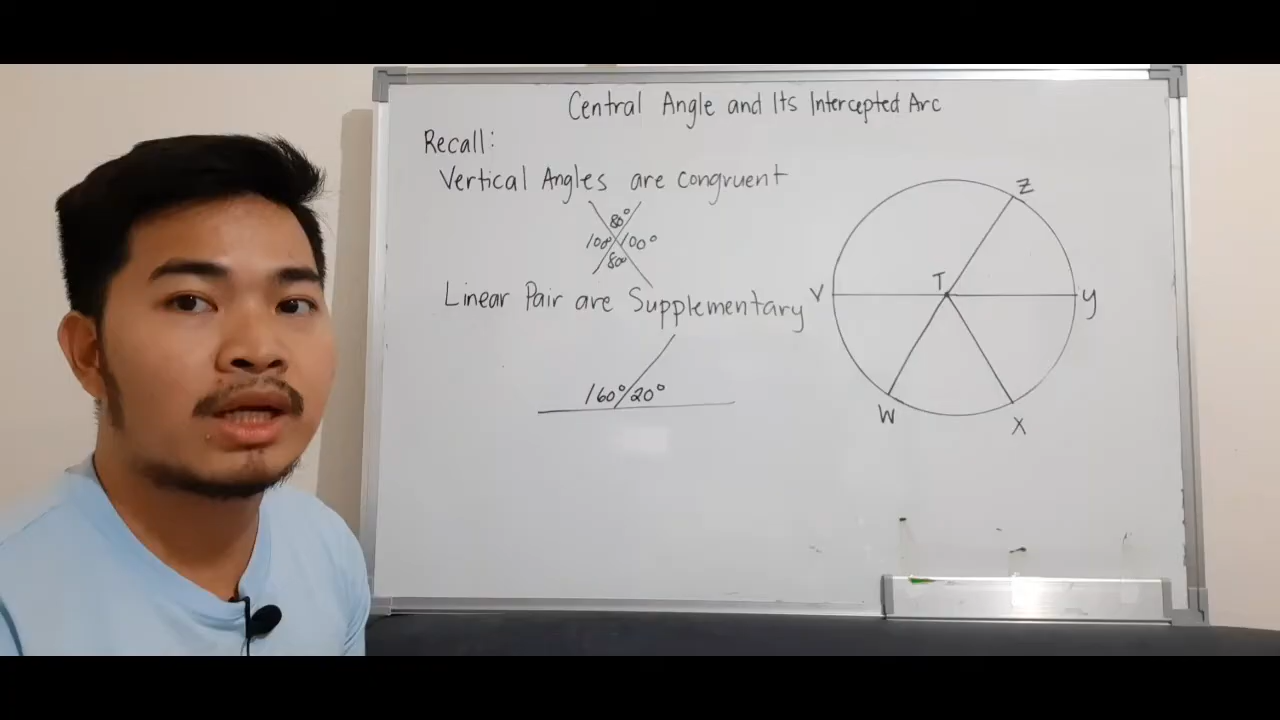 Central Angle and Its Intercepted Arc
Recall:
Vertical Angles are congruent
80°
100° 100°
80°
Linear Pair are Supplementary
160° 20°
Z
T
V
y
W
X